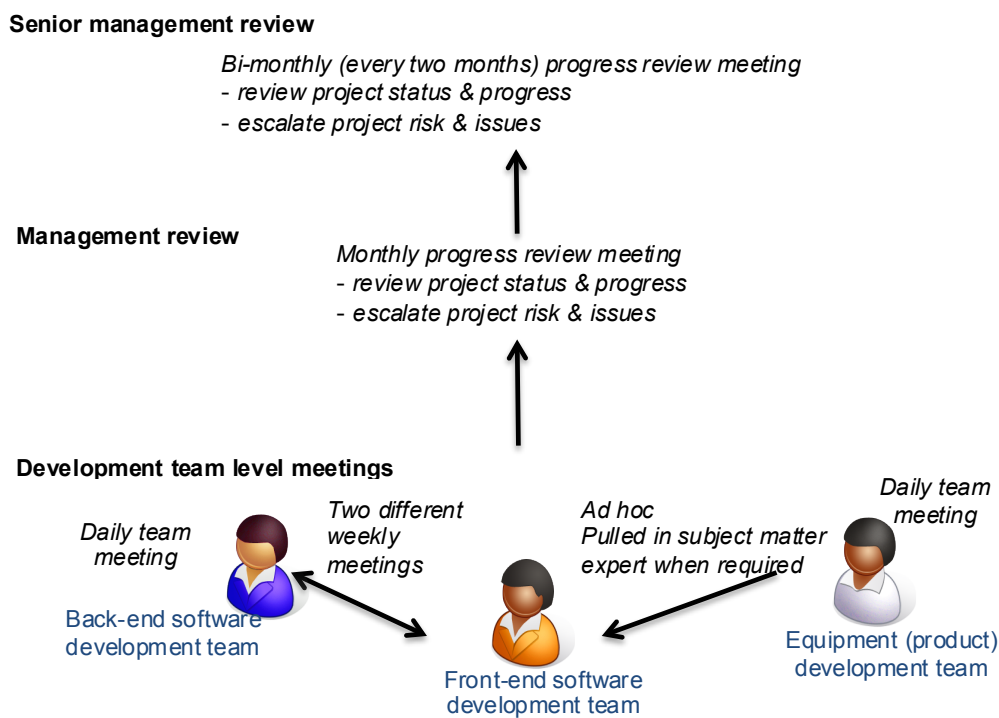 Senior management review
Bi-monthly (every two months) progress review meeting
- review project status & progress
- escalate project risk & issues
Management review
Monthly progress review meeting
- review project status & progress
- escalate project risk & issues
Development team level meetings
Daily team
meeting
Two different
weekly
meetings
Ad hoc
Pulled in subject matter
expert when required
Daily team
meeting
Back-end software
development team
Front-end software
development team
Equipment (product)
development team